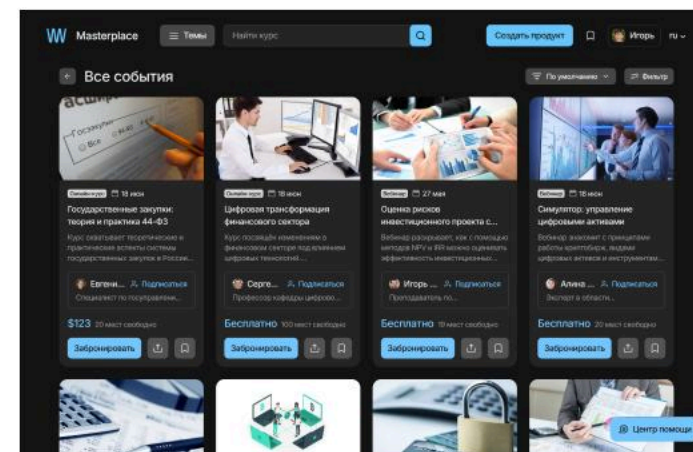 Masterplace
Темы
Найти курс
Создать продукт
Игорь
ru
Все события
По умолчанию
Фильтр
Госзакупки
Все
Онлайн-курс 18 июн
Государственные закупки:
теория и практика 44-ФЗ
Курс охватывает теоретические и
практические аспекты системы
государственных закупок в России...
Евгени... Подписаться
Специалист по госуправлени...
$123 20 мест свободно
Забронировать
Онлайн-курс 18 июн
Цифровая трансформация
финансового сектора
Курс посвящён изменениям в
финансовом секторе под влиянием
цифровых технологий ...
Серге... Подписаться
Профессор кафедры цифрово...
Бесплатно 100 мест свободно
Забронировать
Вебинар 27 мая
Оценка рисков
инвестиционного проекта с...
Вебинар раскрывает, как с помощью
методов NPV и IRR можно оценивать
эффективность инвестиционных...
Игорь ... Подписаться
Преподаватель по...
Бесплатно 19 мест свободно
Забронировать
Вебинар 18 июн
Симулятор: управление
цифровыми активами
Вебинар знакомит с принципами
работы криптобирж, видами
цифровых активов и инструментам...
Алина ... Подписаться
Эксперт в области...
Бесплатно 20 мест свободно
Забронировать
Центр помощи